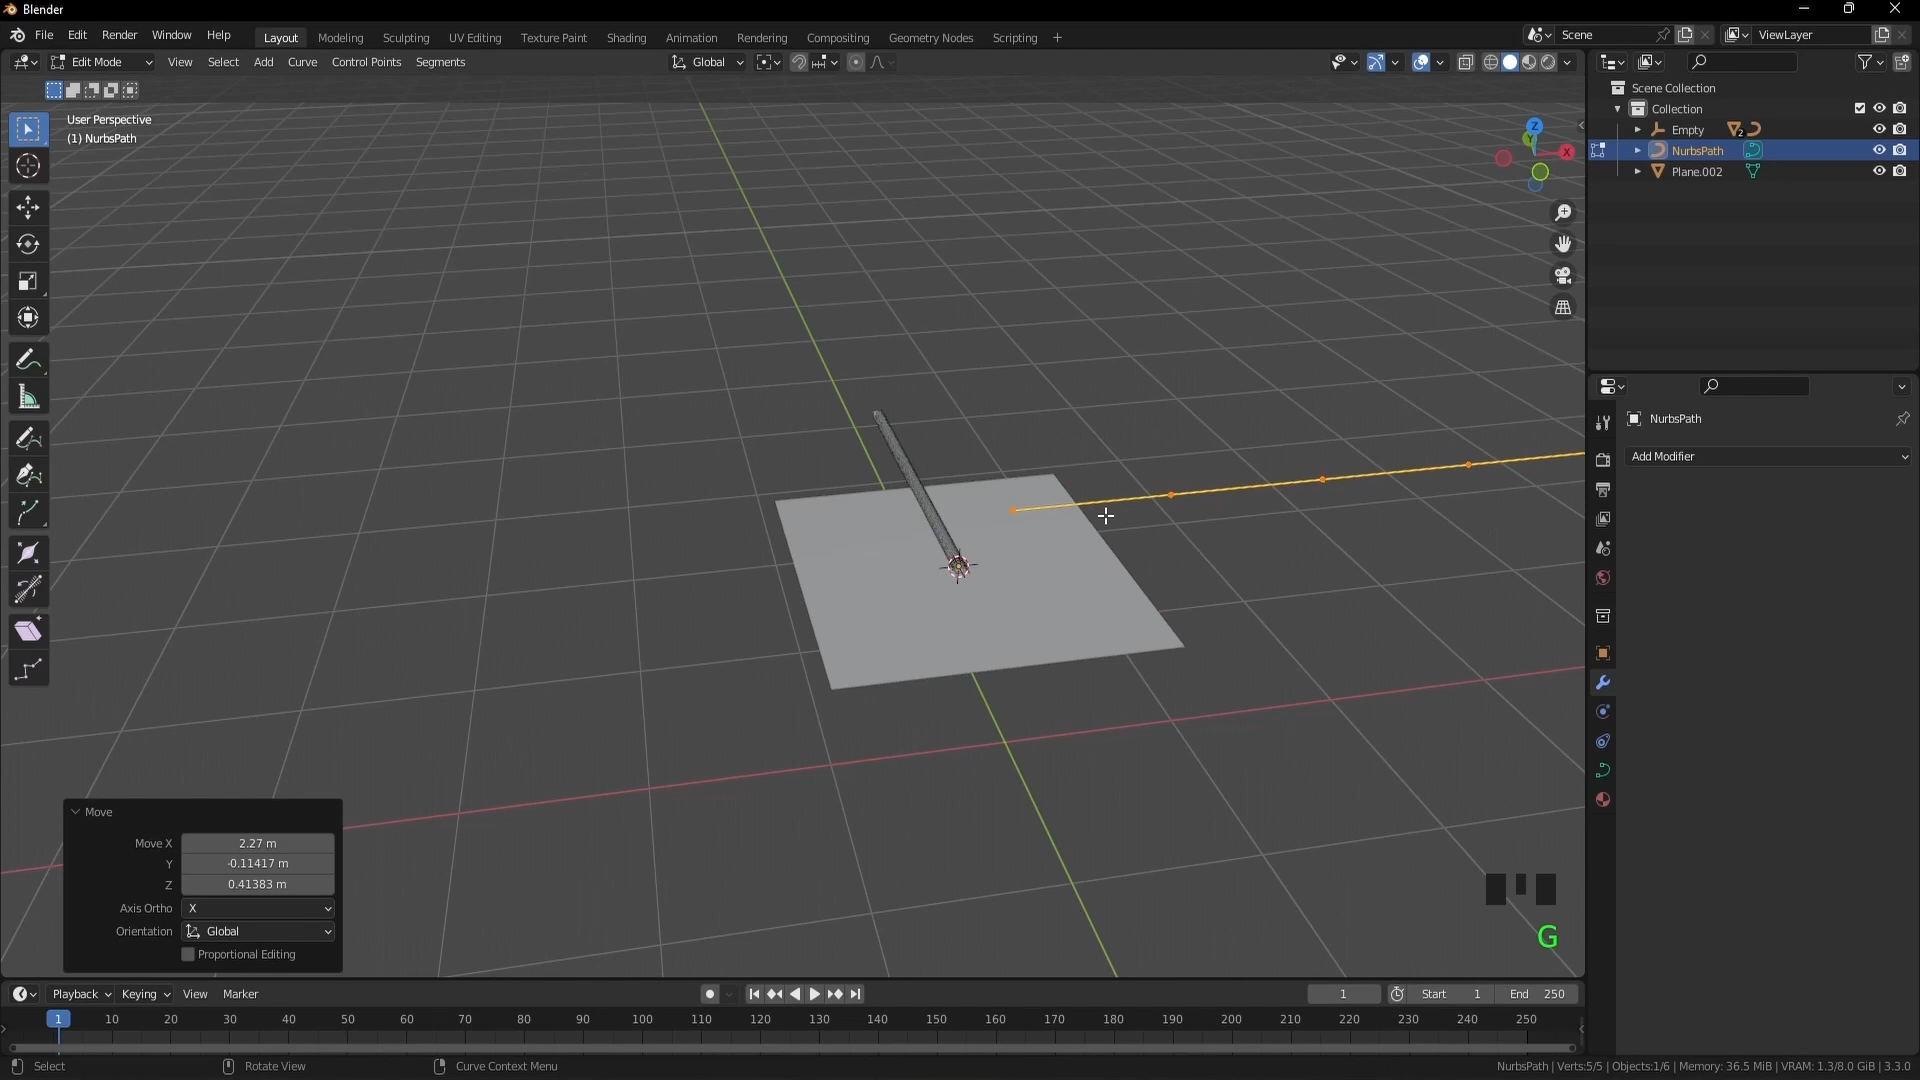 Blender
File Edit Render Window Help
Layout Modeling Sculpting UV Editing Texture Paint Shading Animation Rendering Compositing Geometry Nodes Scripting +
Scene
ViewLayer
Edit Mode View Select Add Curve Control Points Segments
Global
User Perspective
(1) NurbsPath
Z
Y
X
Scene Collection
Collection
Empty 2
NurbsPath
Plane.002
NurbsPath
Add Modifier
Move
Move X 2.27 m
Y -0.11417 m
Z 0.41383 m
Axis Ortho X
Orientation Global
Proportional Editing
G
Playback Keying View Marker
1 Start 1 End 250
1 10 20 30 40 50 60 70 80 90 100 110 120 130 140 150 160 170 180 190 200 210 220 230 240 250
Select Rotate View Curve Context Menu
NurbsPath | Verts:5/5 | Objects:1/6 | Memory: 36.5 MiB | VRAM: 1.3/8.0 GiB | 3.3.0